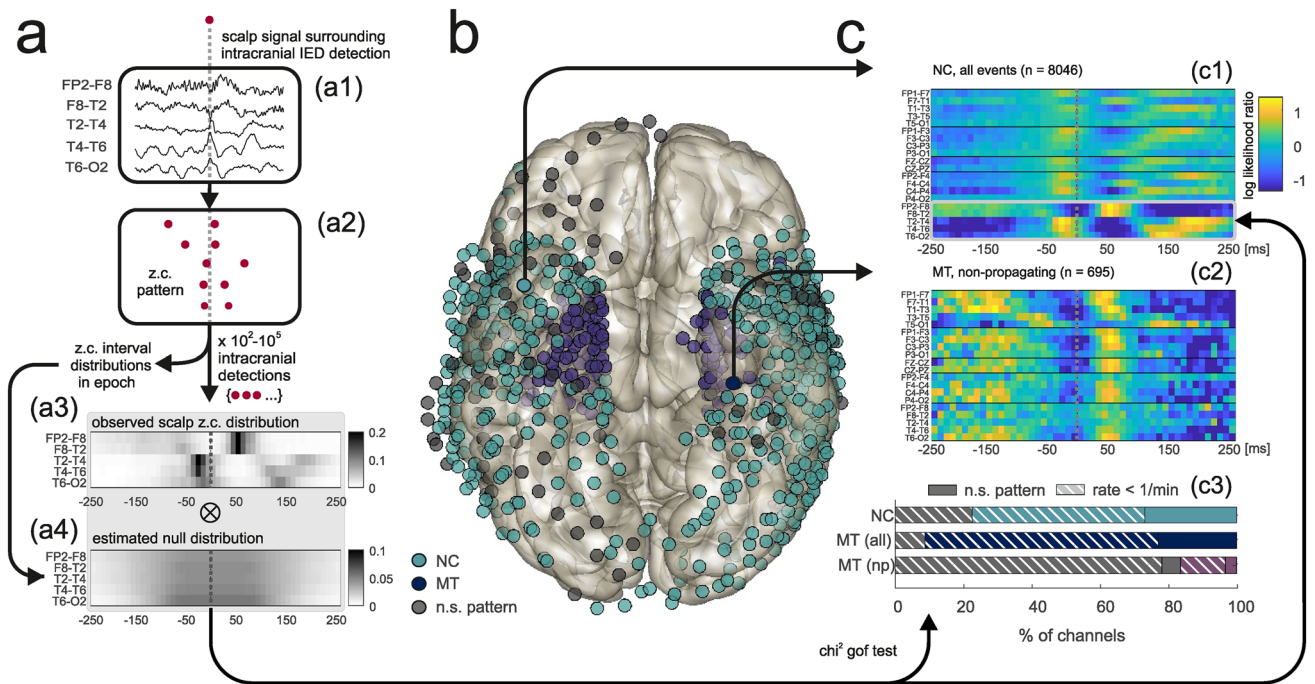 a
scalp signal surrounding
intracranial IED detection
(a1)
FP2-F8
F8-T2
T2-T4
T4-T6
T6-O2
(a2)
z.c.
pattern
z.c. interval
distributions
in epoch
x 10²-10⁵
intracranial
detections
{●●● ...}
(a3)
observed scalp z.c. distribution
FP2-F8
F8-T2
T2-T4
T4-T6
T6-O2
0.2
0.1
0
-250 -150 -50 50 150 250
(a4)
estimated null distribution
FP2-F8
F8-T2
T2-T4
T4-T6
T6-O2
0.1
0.05
0
-250 -150 -50 50 150 250
b
NC
MT
n.s. pattern
c
NC, all events (n = 8046)
(c1)
FP1-F7
F7-T1
T1-T3
T3-T5
T5-O1
FP1-F3
F3-C3
C3-P3
P3-O1
FZ-CZ
CZ-PZ
FP2-F4
F4-C4
C4-P4
P4-O2
FP2-F8
F8-T2
T2-T4
T4-T6
T6-O2
-250 -150 -50 50 150 250 [ms]
log likelihood ratio
1
0
-1
MT, non-propagating (n = 695)
(c2)
FP1-F7
F7-T1
T1-T3
T3-T5
T5-O1
FP1-F3
F3-C3
C3-P3
P3-O1
FZ-CZ
CZ-PZ
FP2-F4
F4-C4
C4-P4
P4-O2
FP2-F8
F8-T2
T2-T4
T4-T6
T6-O2
-250 -150 -50 50 150 250 [ms]
(c3)
n.s. pattern rate < 1/min
NC
MT (all)
MT (np)
0 20 40 60 80 100
% of channels
chi² gof test